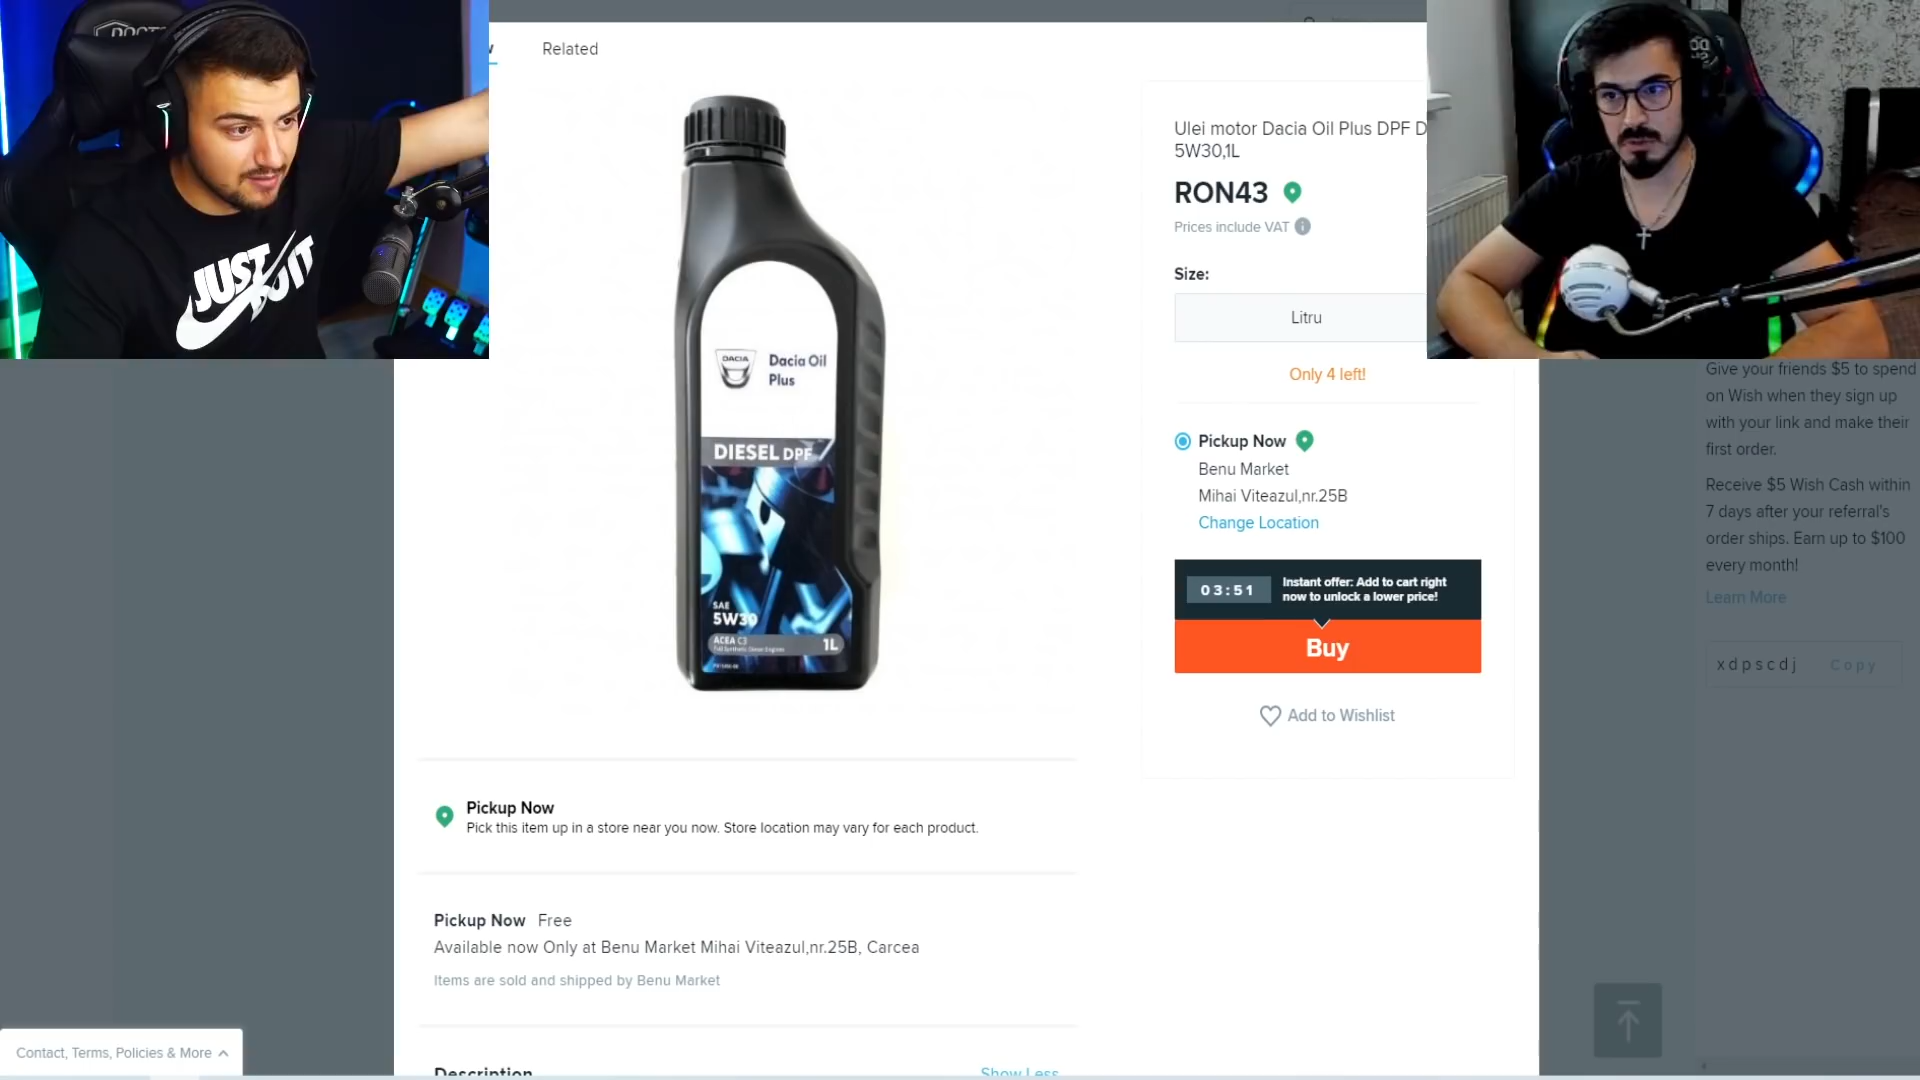 Related
JUST
DO IT
Ulei motor Dacia Oil Plus DPF D
5W30,1L
RON43
Prices include VAT
Size:
Litru
Only 4 left!
Pickup Now
Benu Market
Mihai Viteazul,nr.25B
Change Location
03:51
Instant offer: Add to cart right
now to unlock a lower price!
Buy
Add to Wishlist
DACIA
Dacia Oil
Plus
DIESEL DPF
SAE
5W30
ACEA C3
Full Synthetic Diesel Engines
1L
Pickup Now
Pick this item up in a store near you now. Store location may vary for each product.
Pickup Now Free
Available now Only at Benu Market Mihai Viteazul,nr.25B, Carcea
Items are sold and shipped by Benu Market
Description
Show Less
Give your friends $5 to spend
on Wish when they sign up
with your link and make their
first order.
Receive $5 Wish Cash within
7 days after your referral's
order ships. Earn up to $100
every month!
Learn More
xdpscdj Copy
Contact, Terms, Policies & More